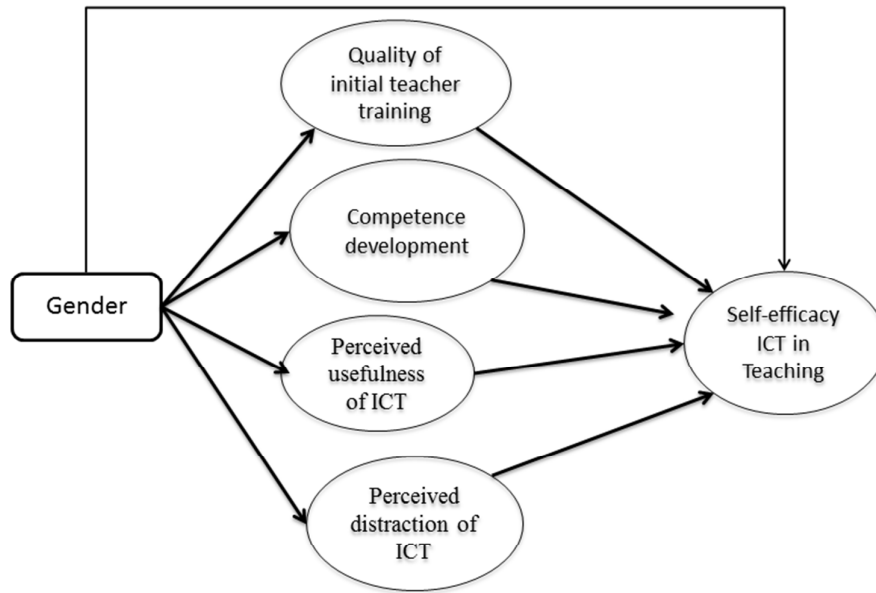 Quality of
initial teacher
training
Competence
development
Gender
Perceived
usefulness
of ICT
Perceived
distraction of
ICT
Self-efficacy
ICT in
Teaching